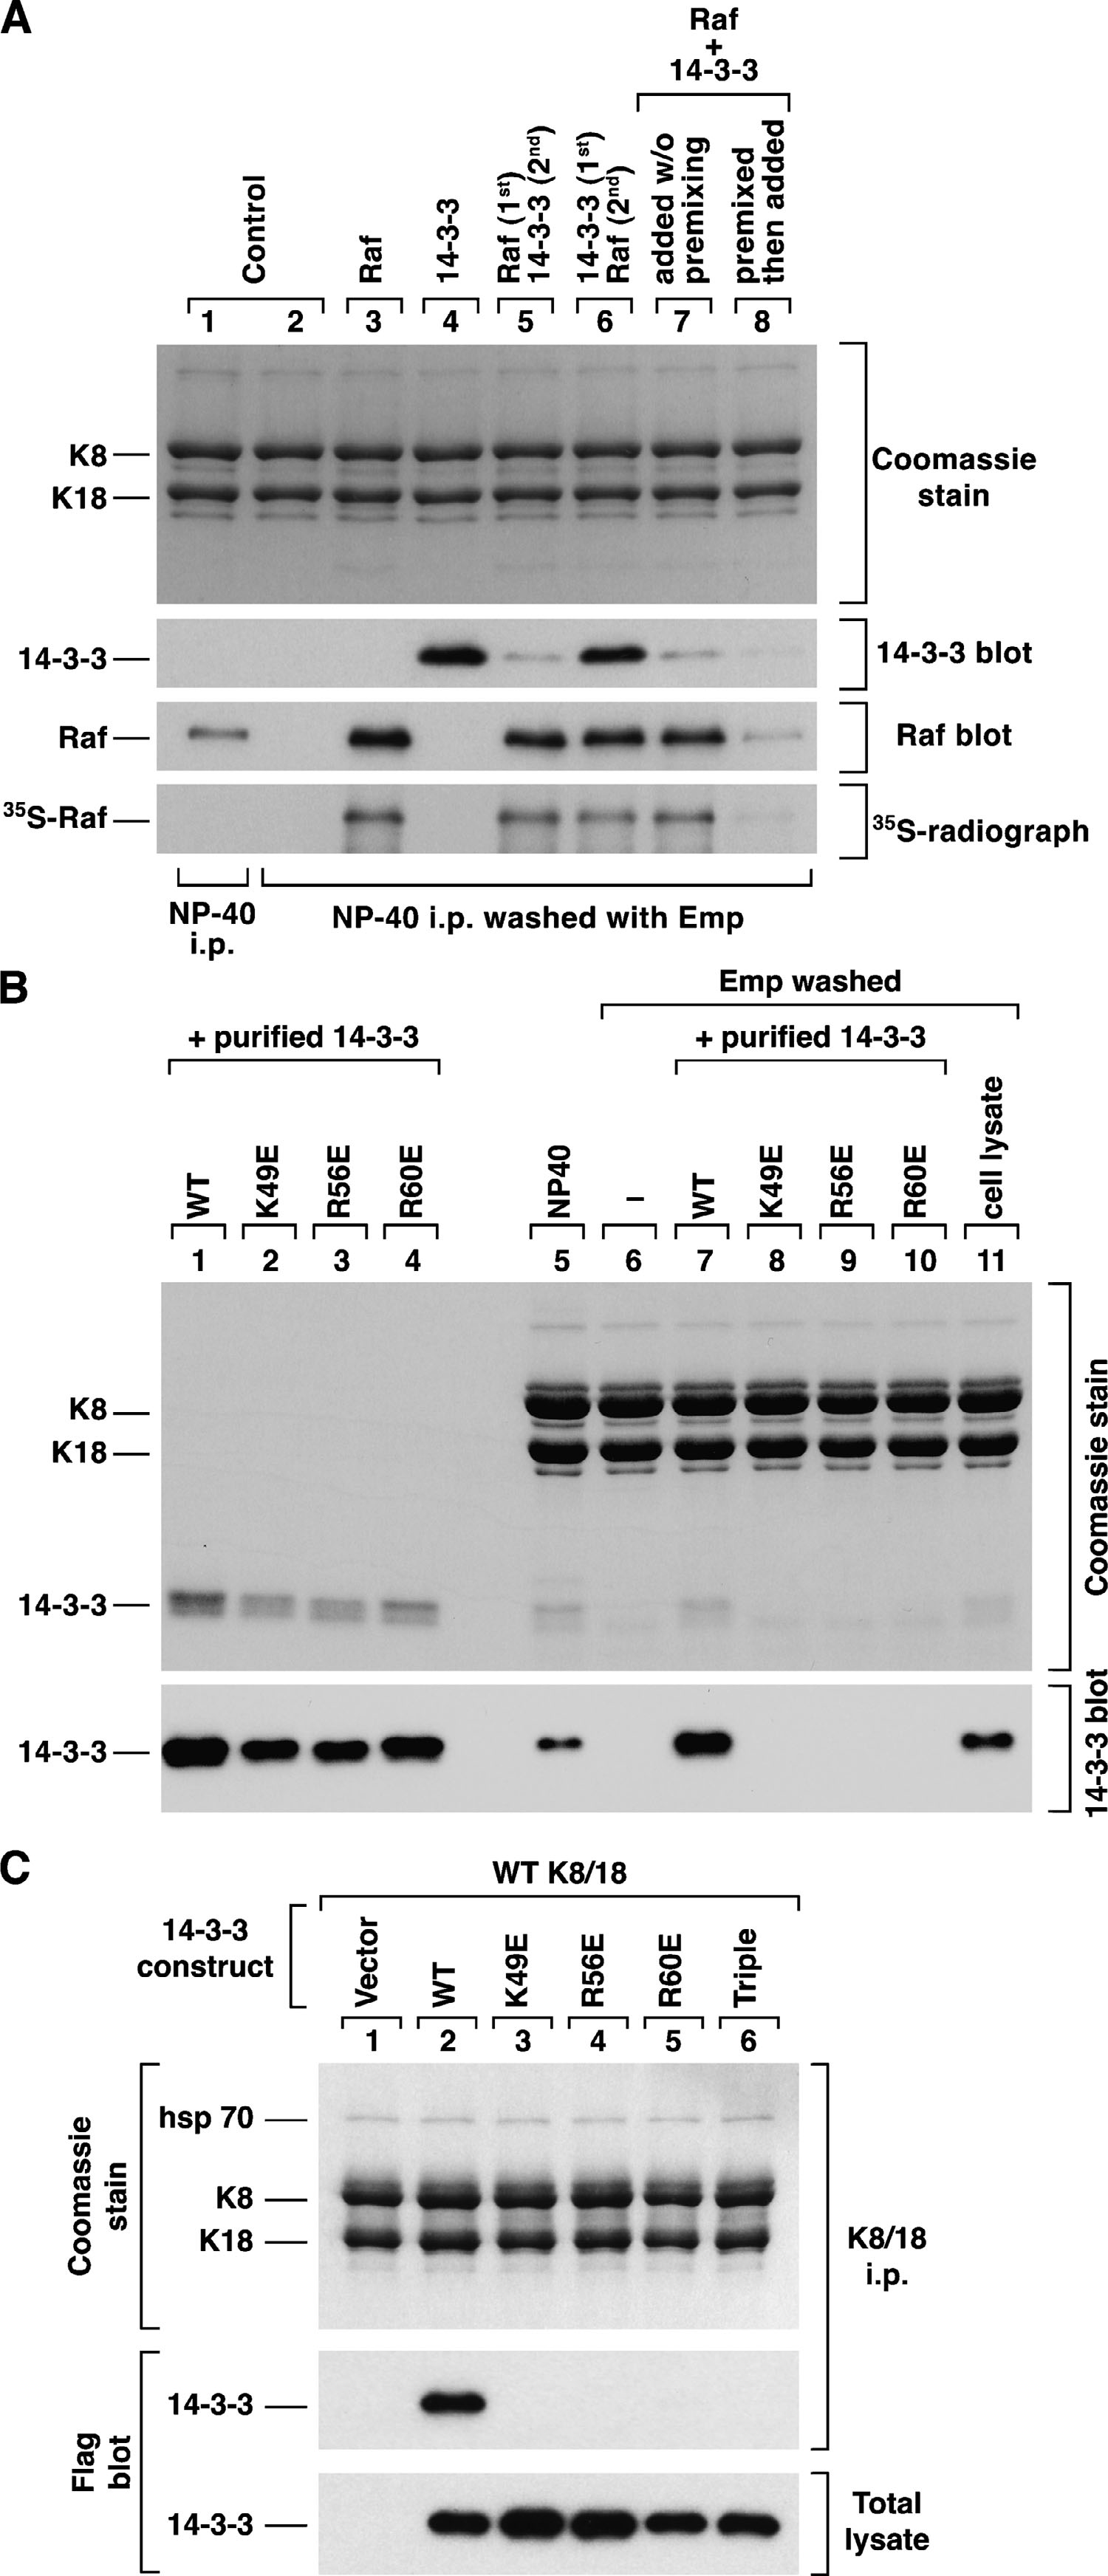 A
Raf
+
14-3-3
Control
Raf
14-3-3
Raf (1st)
14-3-3 (2nd)
14-3-3 (1st)
Raf (2nd)
added w/o
premixing
premixed
then added
1 2 3 4 5 6 7 8
K8
K18
Coomassie
stain
14-3-3
14-3-3 blot
Raf
Raf blot
35S-Raf
35S-radiograph
NP-40
i.p.
NP-40 i.p. washed with Emp
B
Emp washed
+ purified 14-3-3
+ purified 14-3-3
WT
K49E
R56E
R60E
NP40
–
WT
K49E
R56E
R60E
cell lysate
1 2 3 4 5 6 7 8 9 10 11
K8
K18
14-3-3
Coomassie stain
14-3-3
14-3-3 blot
C
WT K8/18
14-3-3
construct
Vector
WT
K49E
R56E
R60E
Triple
1 2 3 4 5 6
Coomassie
stain
hsp 70
K8
K18
K8/18
i.p.
Flag
blot
14-3-3
14-3-3
Total
lysate